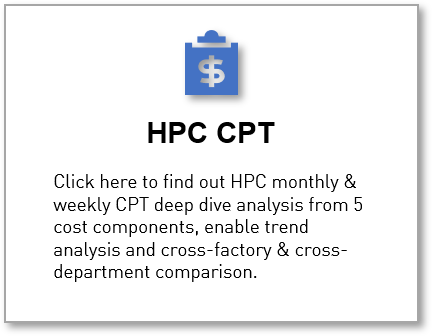 HPC CPT
Click here to find out HPC monthly &
weekly CPT deep dive analysis from 5
cost components, enable trend
analysis and cross-factory & cross-
department comparison.